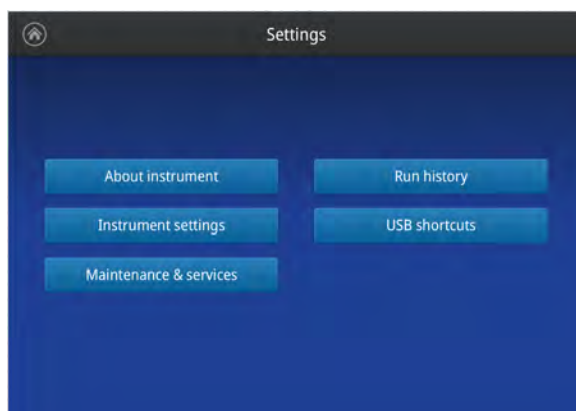 Settings
About instrument
Run history
Instrument settings
USB shortcuts
Maintenance & services